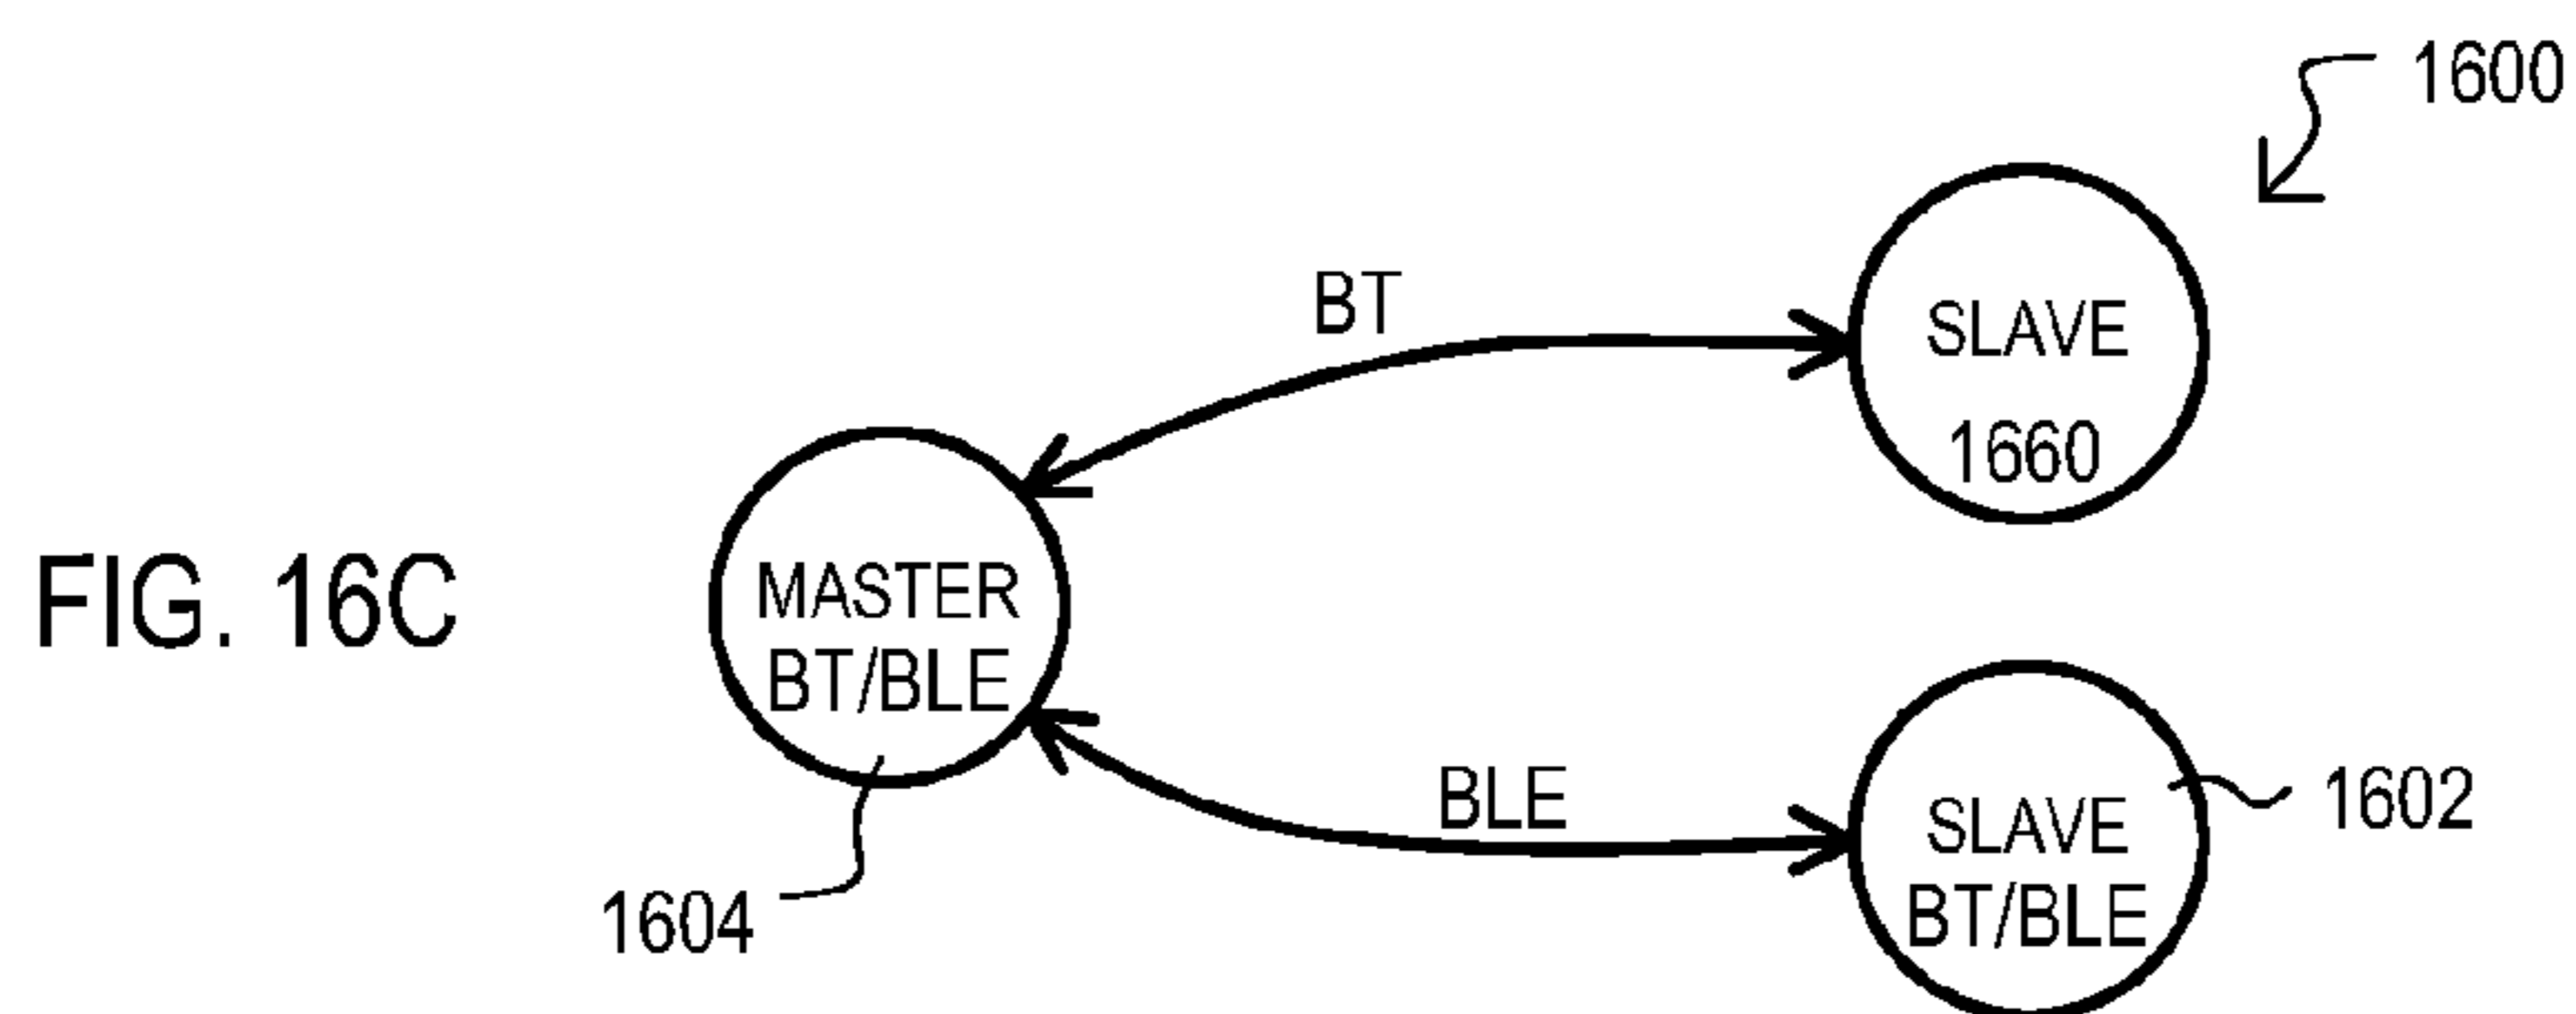 1600
BT
SLAVE
1660
FIG. 16C
MASTER
BT/BLE
BLE
1602
SLAVE
BT/BLE
1604